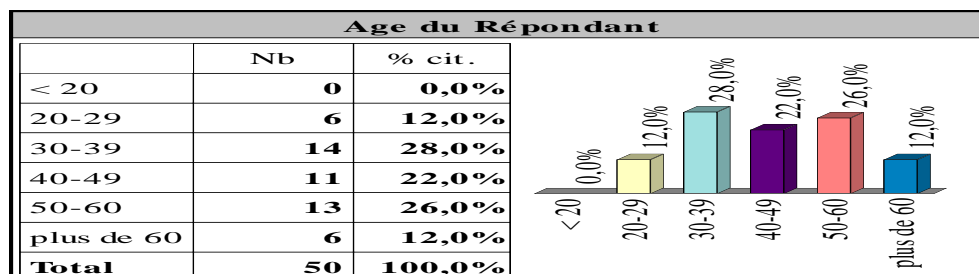 Age du Répondant
Nb % cit.
< 20 0 0,0%
20-29 6 12,0%
30-39 14 28,0%
40-49 11 22,0%
50-60 13 26,0%
plus de 60 6 12,0%
Total 50 100,0%
0,0% 12,0% 28,0% 22,0% 26,0% 12,0%
< 20 20-29 30-39 40-49 50-60 plus de 60